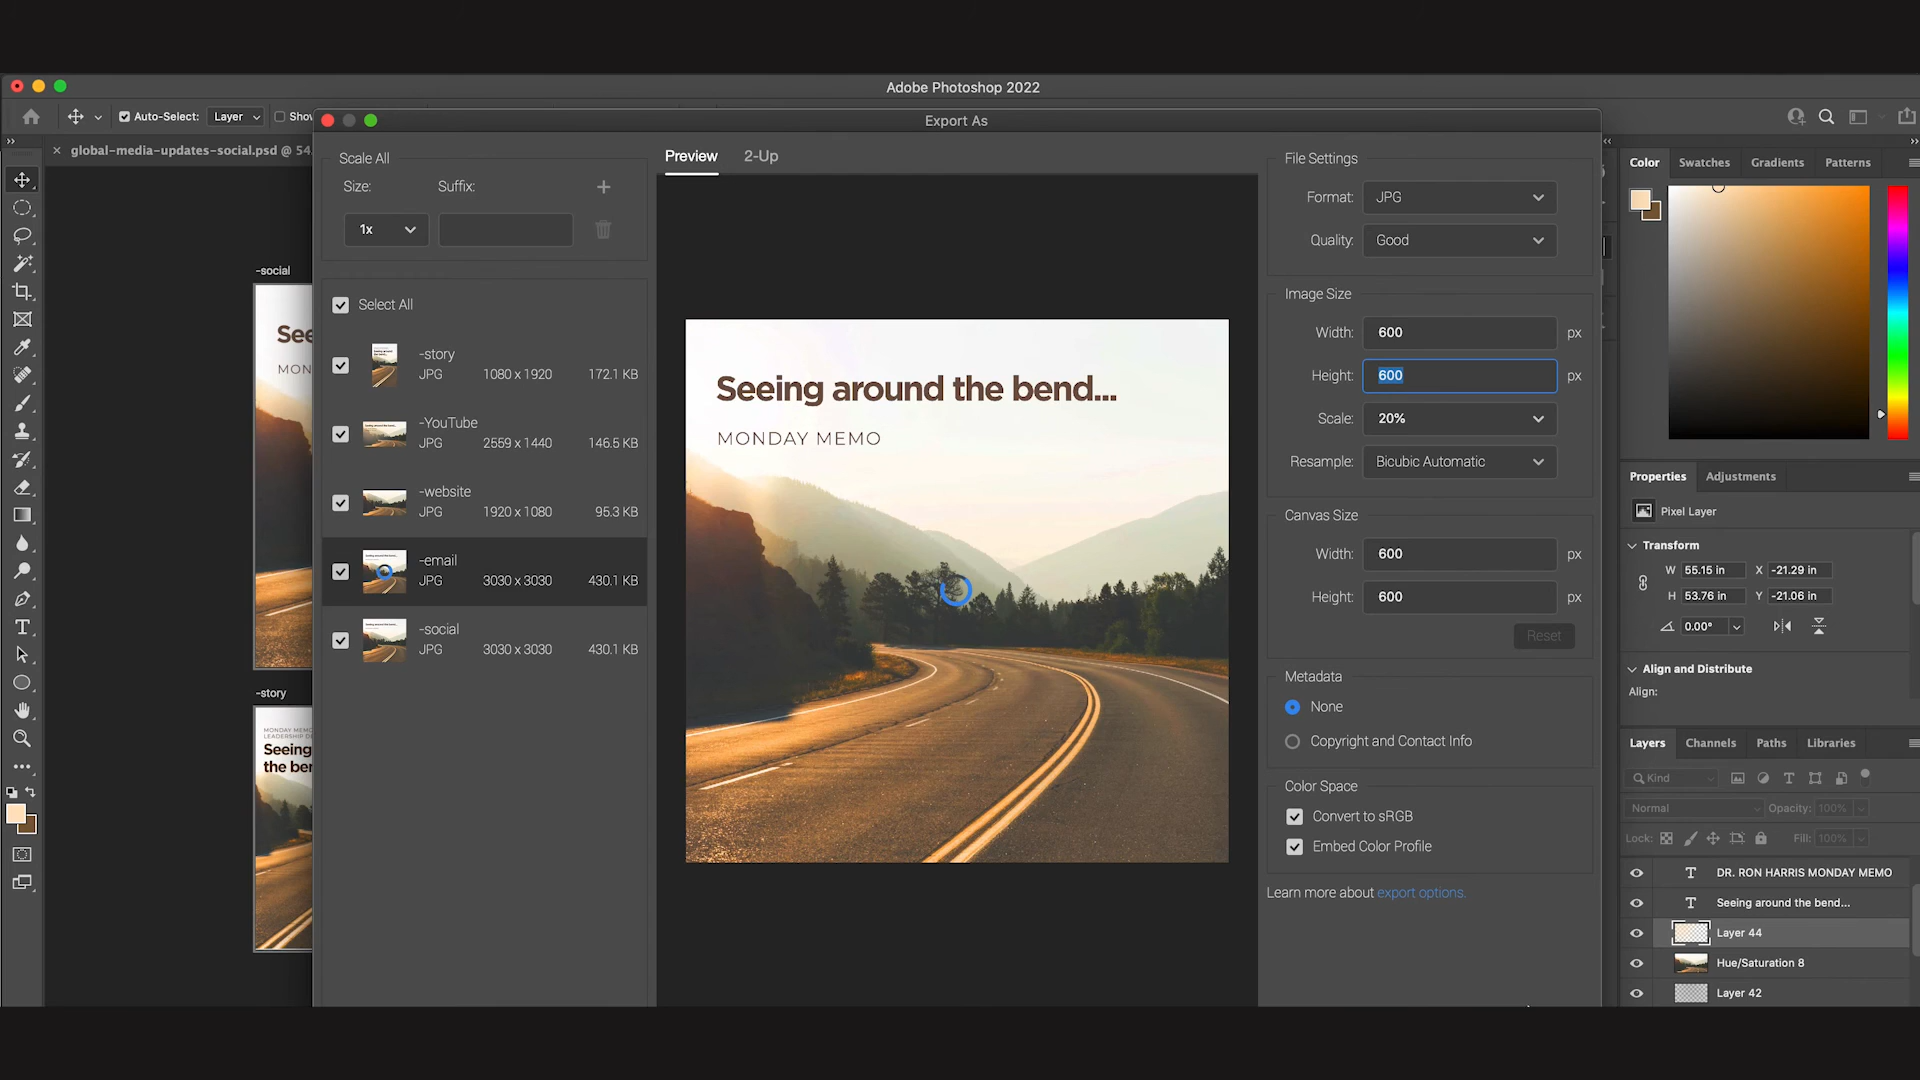 Adobe Photoshop 2022
Auto-Select: Layer
Export As
global-media-updates-social.psd @ 54.
-social
Seeing
-story
MONDAY MEMO
Seeing
Scale All
Size: Suffix:
1x
Select All
-story
JPG 1080 x 1920 172.1 KB
-YouTube
JPG 2559 x 1440 146.5 KB
-website
JPG 1920 x 1080 95.3 KB
-email
JPG 3030 x 3030 430.1 KB
-social
JPG 3030 x 3030 430.1 KB
Preview 2-Up
Seeing around the bend...
MONDAY MEMO
File Settings
Format: JPG
Quality: Good
Image Size
Width: 600 px
Height: 600 px
Scale: 20%
Resample: Bicubic Automatic
Canvas Size
Width: 600 px
Height: 600 px
Reset
Metadata
None
Copyright and Contact Info
Color Space
Convert to sRGB
Embed Color Profile
Learn more about export options.
Color Swatches Gradients Patterns
Properties Adjustments
Pixel Layer
Transform
W 55.15 in X -21.29 in
H 53.76 in Y -21.06 in
0.00°
Align and Distribute
Align:
Layers Channels Paths Libraries
Kind
Normal Opacity: 100%
Lock: Fill: 100%
DR. RON HARRIS MONDAY MEMO
Seeing around the bend...
Layer 44
Hue/Saturation 8
Layer 42